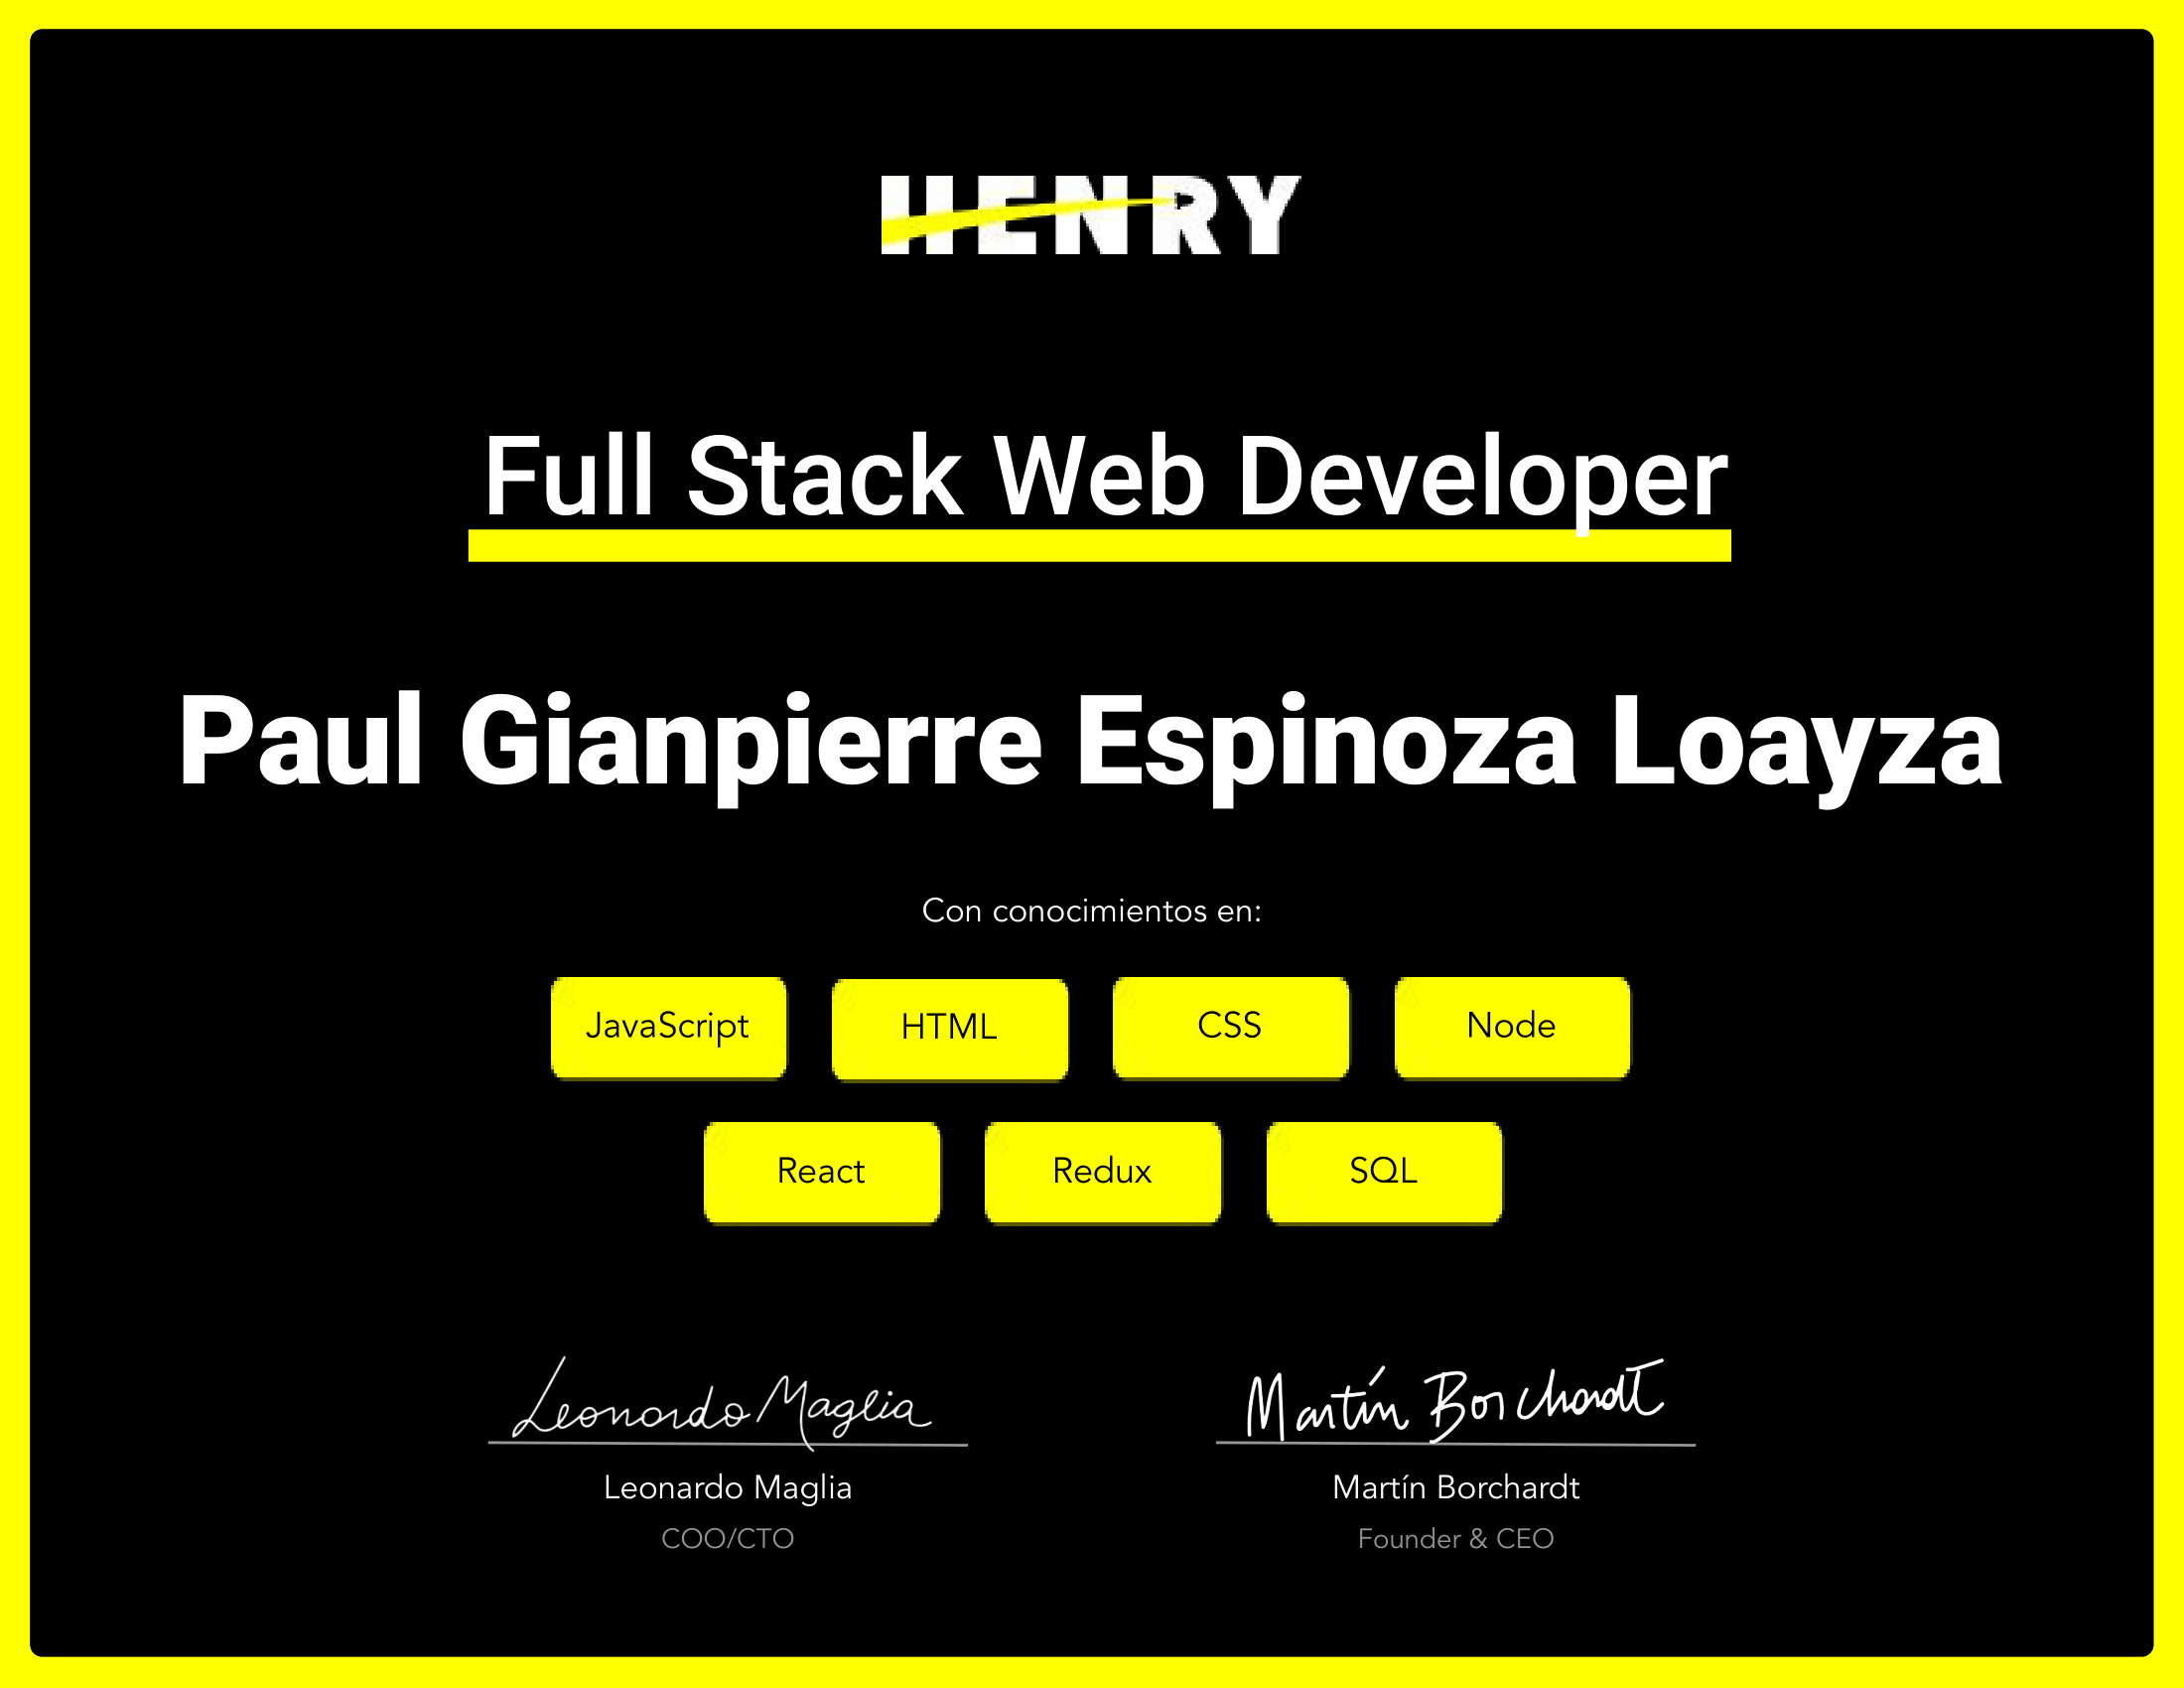 HENRY
Full Stack Web Developer
Paul Gianpierre Espinoza Loayza
Con conocimientos en:
JavaScript HTML CSS Node
React Redux SQL
Leonardo Maglia Martín Borchardt
Leonardo Maglia Martín Borchardt
COO/CTO Founder & CEO